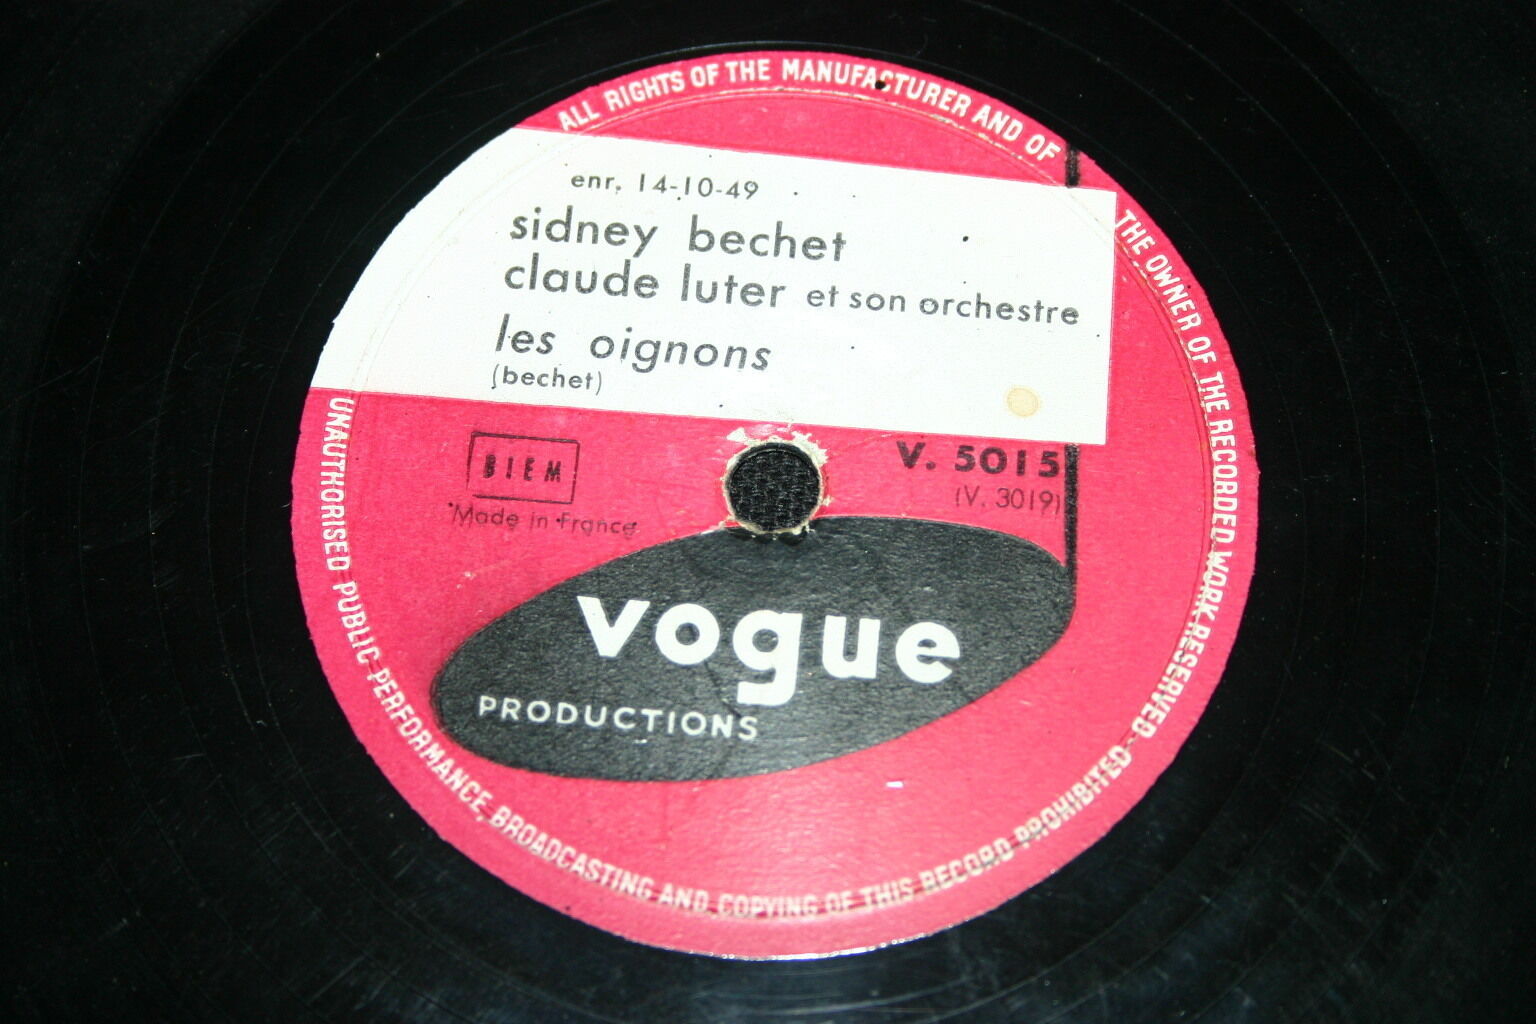 ALL RIGHTS OF THE MANUFACTURER AND OF THE OWNER OF THE RECORDED WORK RESERVED
UNAUTHORISED PUBLIC PERFORMANCE, BROADCASTING AND COPYING OF THIS RECORD PROHIBITED
enr. 14-10-49
sidney bechet
claude luter et son orchestre
les oignons
(bechet)
BIEM
Made in France
V. 5015
(V. 3019)
vogue
PRODUCTIONS